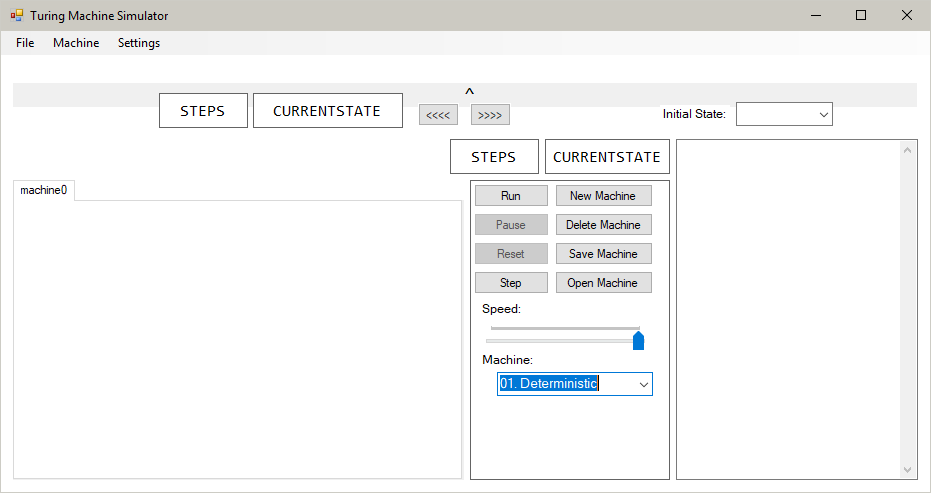 Turing Machine Simulator
File Machine Settings
^
STEPS CURRENTSTATE <<<< >>>> Initial State:
STEPS CURRENTSTATE
machine0
Run New Machine
Pause Delete Machine
Reset Save Machine
Step Open Machine
Speed:
Machine:
01. Deterministic